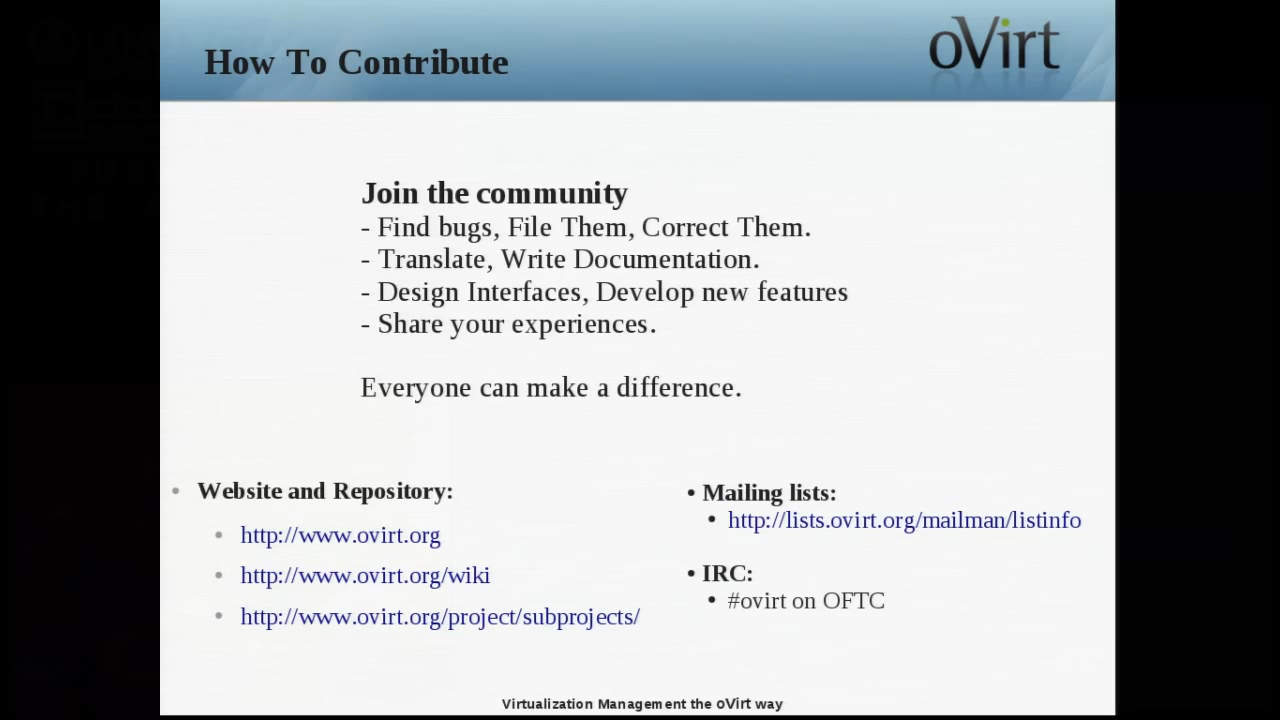 How To Contribute
oVirt
Join the community
- Find bugs, File Them, Correct Them.
- Translate, Write Documentation.
- Design Interfaces, Develop new features
- Share your experiences.
Everyone can make a difference.
• Website and Repository:
• http://www.ovirt.org
• http://www.ovirt.org/wiki
• http://www.ovirt.org/project/subprojects/
• Mailing lists:
• http://lists.ovirt.org/mailman/listinfo
• IRC:
• #ovirt on OFTC
Virtualization Management the oVirt way